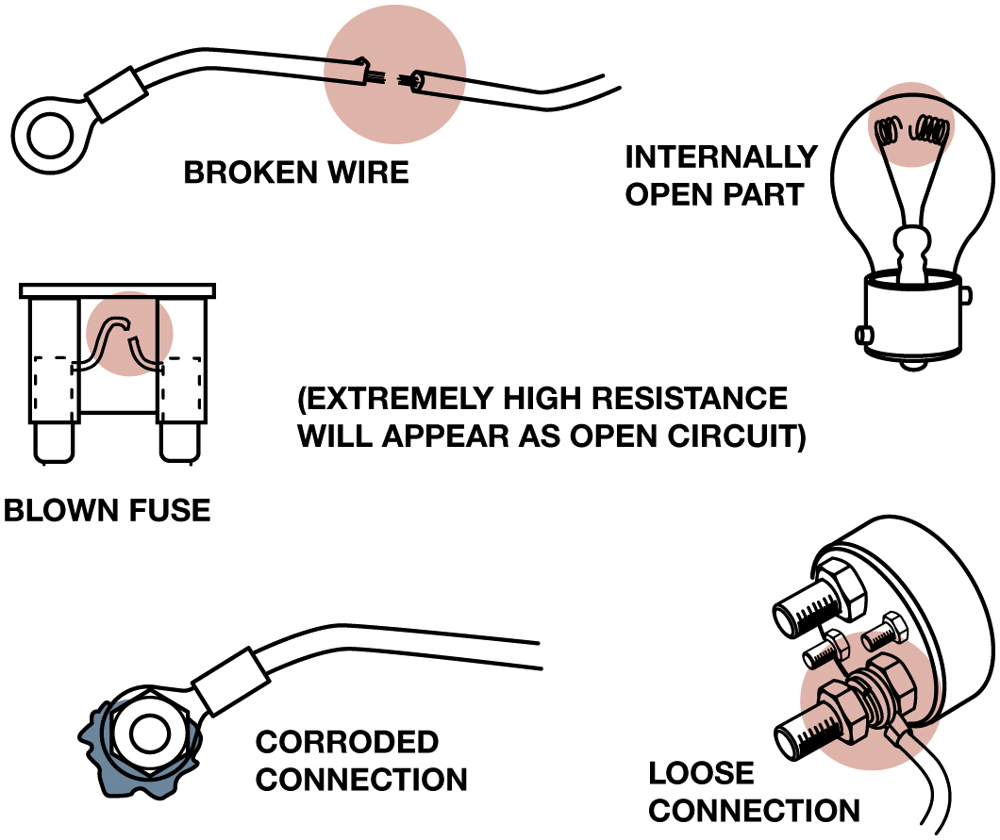 BROKEN WIRE
INTERNALLY
OPEN PART
(EXTREMELY HIGH RESISTANCE
WILL APPEAR AS OPEN CIRCUIT)
BLOWN FUSE
CORRODED
CONNECTION
LOOSE
CONNECTION